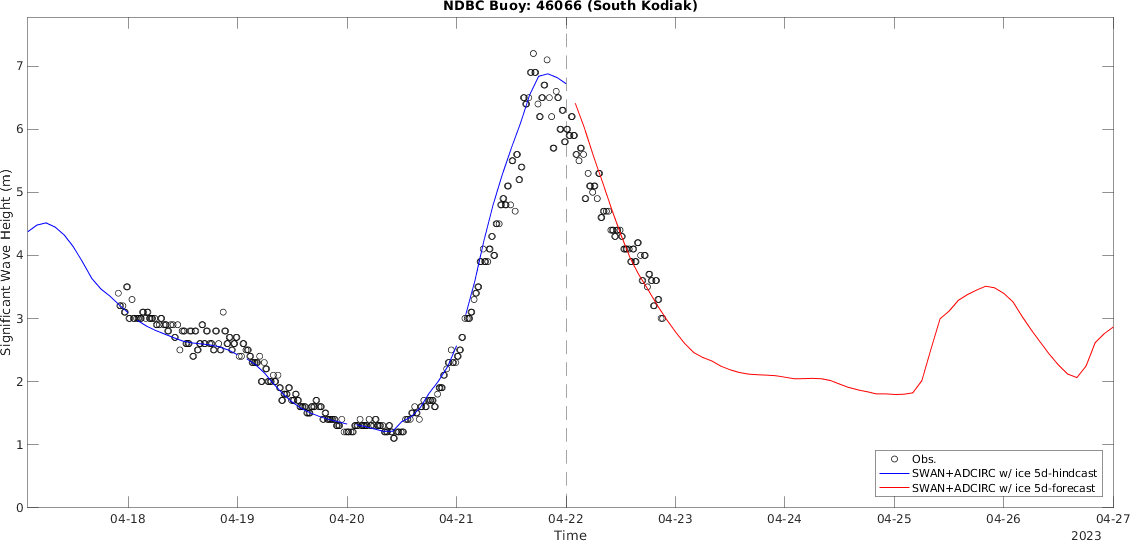 NDBC Buoy: 46066 (South Kodiak)
Significant Wave Height (m)
7
6
5
4
3
2
1
0
Obs.
SWAN+ADCIRC w/ ice 5d-hindcast
SWAN+ADCIRC w/ ice 5d-forecast
04-18 04-19 04-20 04-21 04-22 04-23 04-24 04-25 04-26 04-27
Time
2023